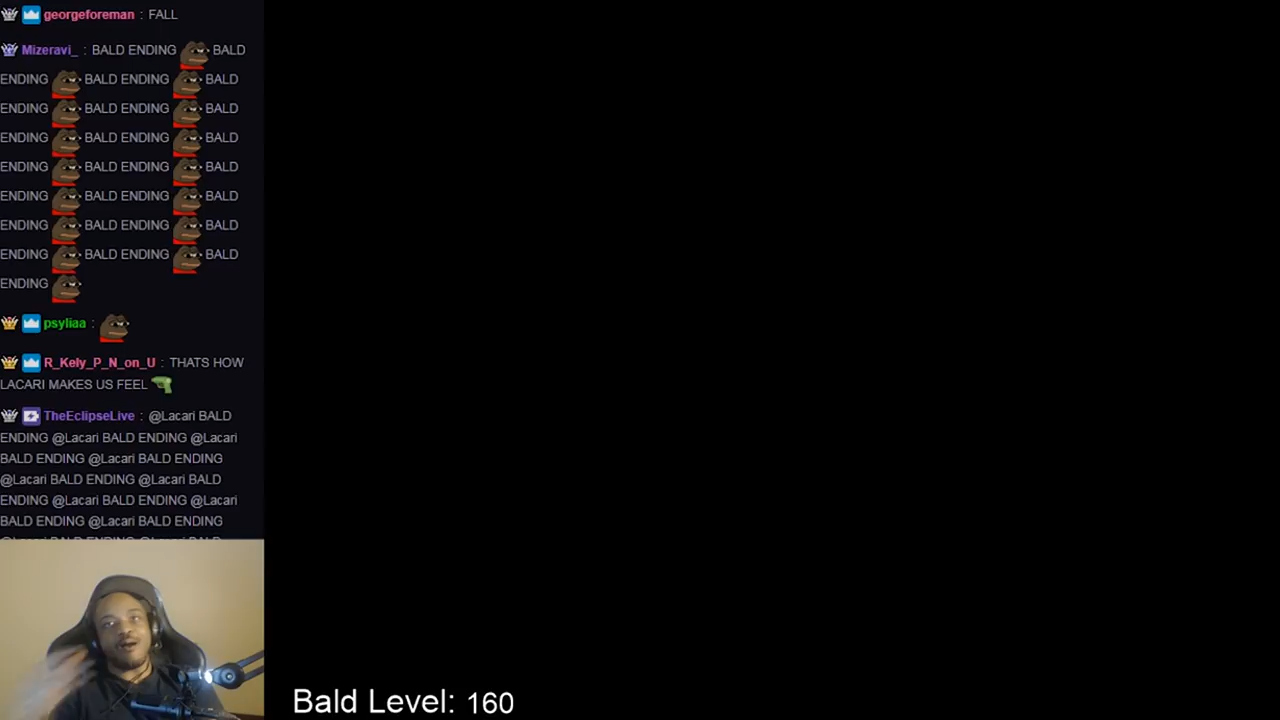 georgeforeman : FALL
Mizeravi_ : BALD ENDING BALD
ENDING BALD ENDING BALD
ENDING BALD ENDING BALD
ENDING BALD ENDING BALD
ENDING BALD ENDING BALD
ENDING BALD ENDING BALD
ENDING BALD ENDING BALD
ENDING BALD ENDING BALD
ENDING
psyliaa :
R_Kely_P_N_on_U : THATS HOW
LACARI MAKES US FEEL
TheEclipseLive : @Lacari BALD
ENDING @Lacari BALD ENDING @Lacari
BALD ENDING @Lacari BALD ENDING
@Lacari BALD ENDING @Lacari BALD
ENDING @Lacari BALD ENDING @Lacari
BALD ENDING @Lacari BALD ENDING
Bald Level: 160